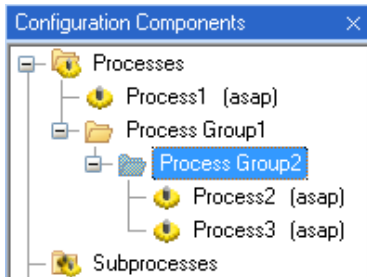 Configuration Components
Processes
Process1 (asap)
Process Group1
Process Group2
Process2 (asap)
Process3 (asap)
Subprocesses